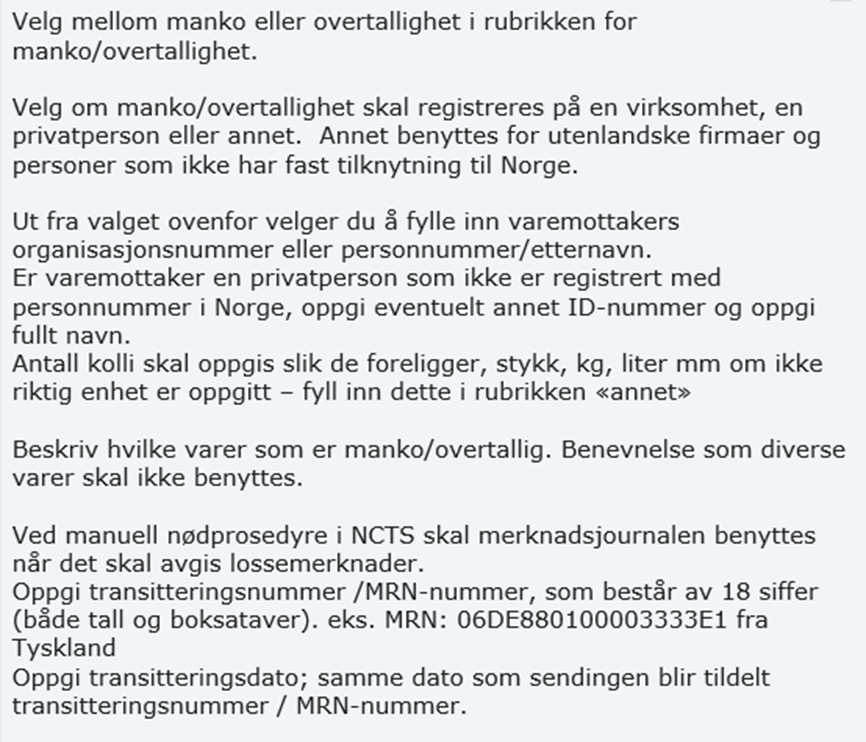 Velg mellom manko eller overtallighet i rubrikken for
manko/overtallighet.
Velg om manko/overtallighet skal registreres på en virksomhet, en
privatperson eller annet.  Annet benyttes for utenlandske firmaer og
personer som ikke har fast tilknytning til Norge.
Ut fra valget ovenfor velger du å fylle inn varemottakers
organisasjonsnummer eller personnummer/etternavn.
Er varemottaker en privatperson som ikke er registrert med
personnummer i Norge, oppgi eventuelt annet ID-nummer og oppgi
fullt navn.
Antall kolli skal oppgis slik de foreligger, stykk, kg, liter mm om ikke
riktig enhet er oppgitt – fyll inn dette i rubrikken «annet»
Beskriv hvilke varer som er manko/overtallig. Benevnelse som diverse
varer skal ikke benyttes.
Ved manuell nødprosedyre i NCTS skal merknadsjournalen benyttes
når det skal avgis lossemerknader.
Oppgi transitteringsnummer /MRN-nummer, som består av 18 siffer
(både tall og boksataver). eks. MRN: 06DE880100003333E1 fra
Tyskland
Oppgi transitteringsdato; samme dato som sendingen blir tildelt
transitteringsnummer / MRN-nummer.